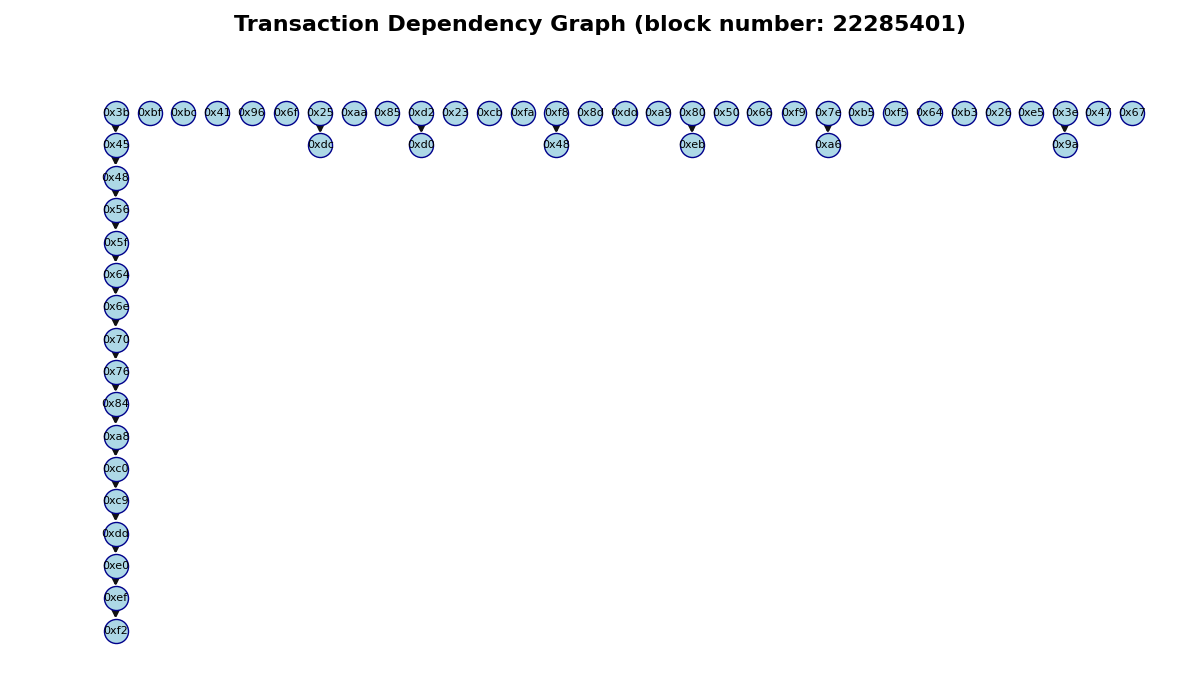 Transaction Dependency Graph (block number: 22285401)
0x3b 0xbf 0xbc 0x41 0x96 0x6f 0x25 0xaa 0x85 0xd2 0x23 0xcb 0xfa 0xf8 0x8d 0xdd 0xa9 0x80 0x50 0x66 0xf9 0x7e 0xb5 0xf5 0x64 0xb3 0x26 0xe5 0x3e 0x47 0x67
0x45 0xdc 0xd0 0x48 0xeb 0xa6 0x9a
0x48
0x56
0x5f
0x64
0x6e
0x70
0x76
0x84
0xa8
0xc0
0xc9
0xdd
0xe0
0xef
0xf2